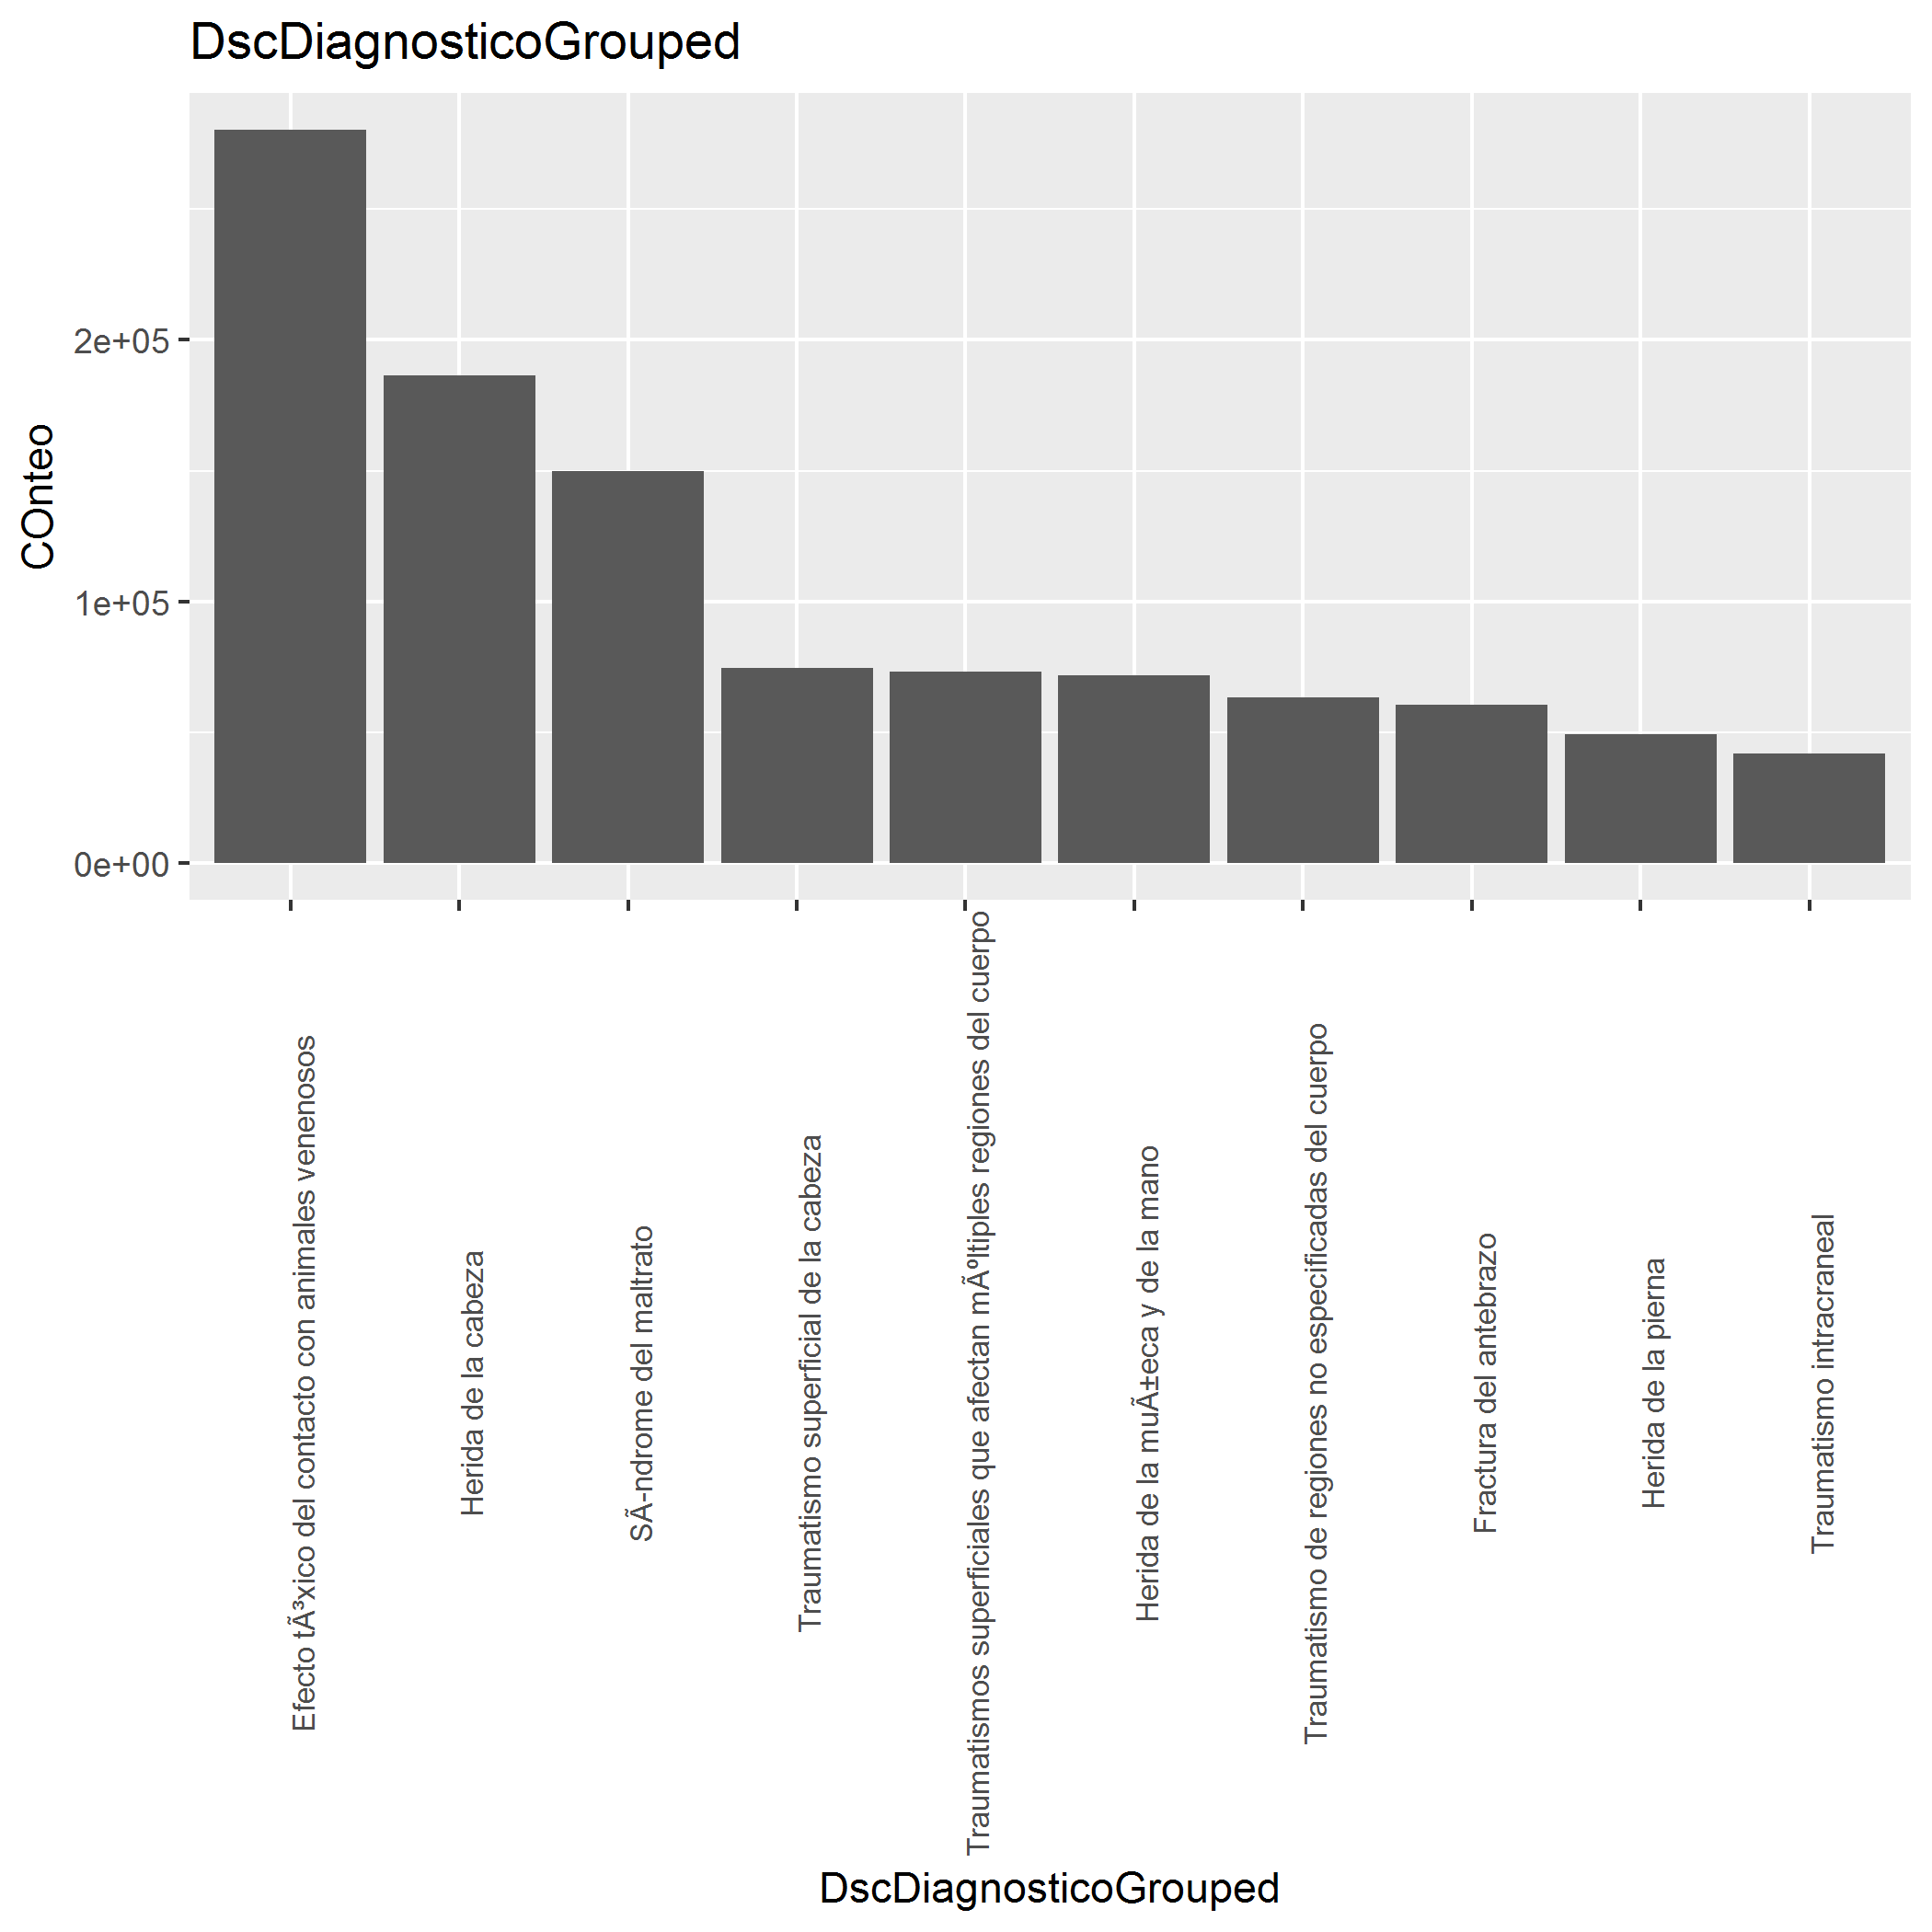 DscDiagnosticoGrouped
COnteo
2e+05
1e+05
0e+00
Efecto tÃ³xico del contacto con animales venenosos
Herida de la cabeza
SÃ-ndrome del maltrato
Traumatismo superficial de la cabeza
Traumatismos superficiales que afectan mÃºltiples regiones del cuerpo
Herida de la muÃ±eca y de la mano
Traumatismo de regiones no especificadas del cuerpo
Fractura del antebrazo
Herida de la pierna
Traumatismo intracraneal
DscDiagnosticoGrouped